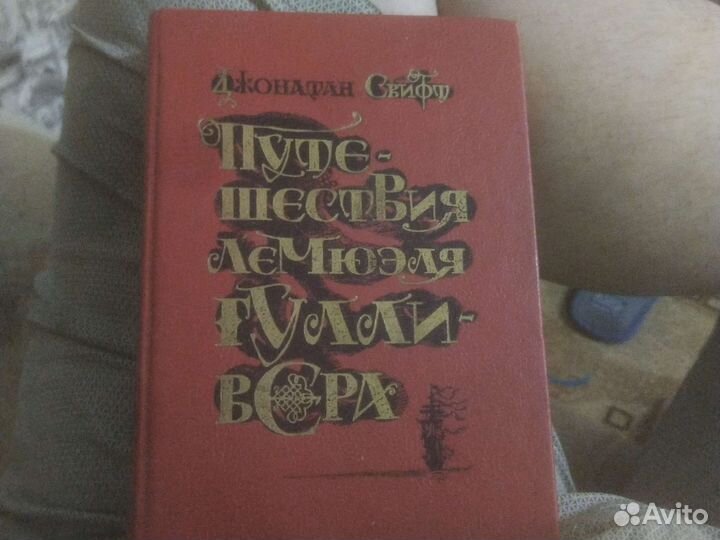 Джонатан Свифт
Путе-
шествия
Лемюэля
Гулли-
вера
Avito